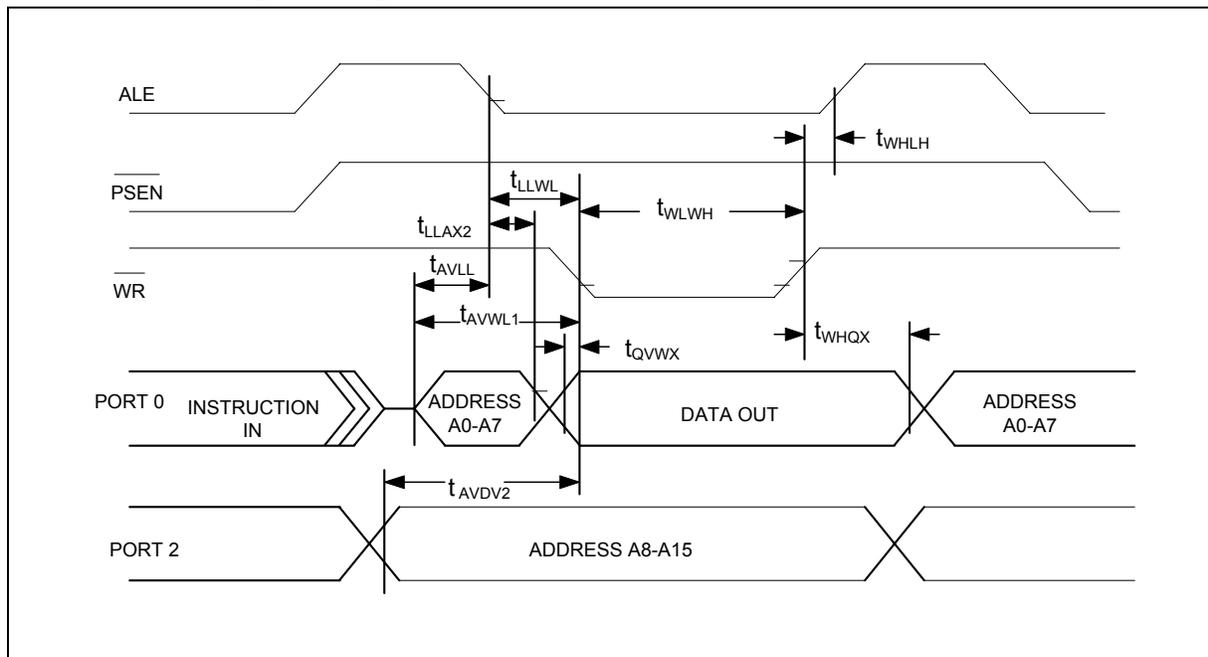 ALE
tWHLH
PSEN
tLLWL
tWLWH
tLLAX2
tAVLL
WR
tAVWL1
tWHQX
tQVWX
PORT 0
INSTRUCTION
IN
ADDRESS
A0-A7
DATA OUT
ADDRESS
A0-A7
tAVDV2
PORT 2
ADDRESS A8-A15